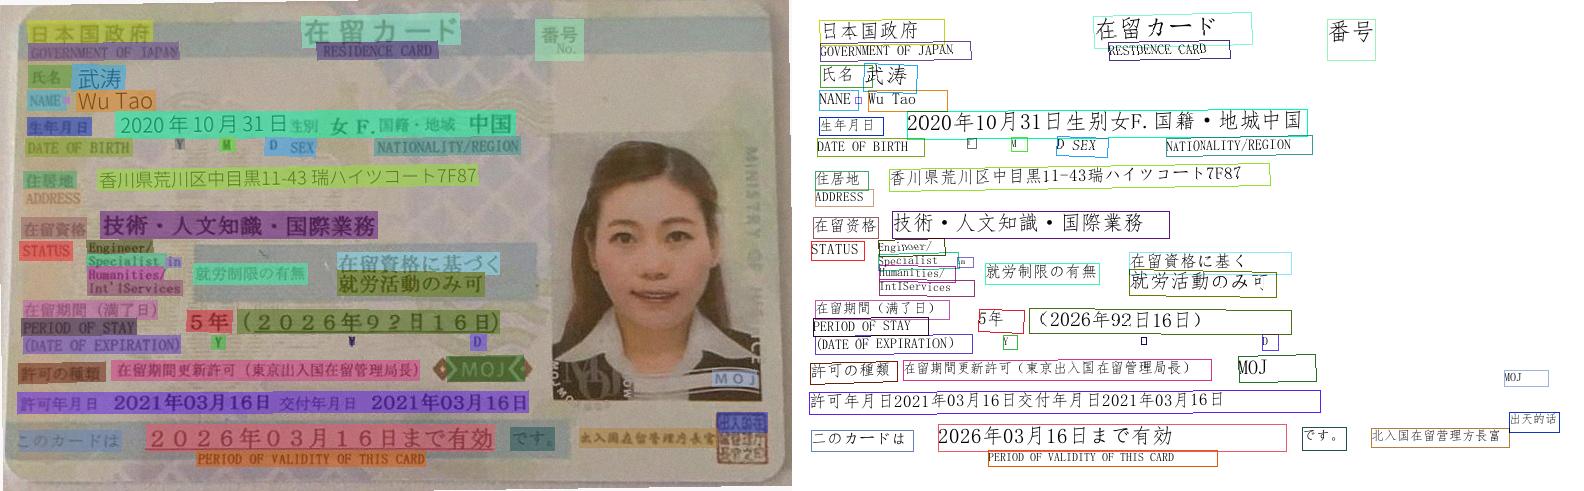 日本国政府 在留カード 番号
GOVERNMENT OF JAPAN RESIDENCE CARD No.
氏名 武涛
NAME Wu Tao
生年月日 2020年10月31日 性別 女 F. 国籍・地域 中国
DATE OF BIRTH Y M D SEX NATIONALITY/REGION
住居地 香川県荒川区中目黒11-43 瑞ハイツコート7F87
ADDRESS
在留資格 技術・人文知識・国際業務
STATUS Engineer/
Specialist in
Humanities/
Int'lServices
就労制限の有無 在留資格に基づく
就労活動のみ可
在留期間(満了日)
PERIOD OF STAY
(DATE OF EXPIRATION)
5年(2026年92日16日)
Y M D
許可の種類 在留期間更新許可(東京出入国在留管理局長) MOJ
許可年月日 2021年03月16日 交付年月日 2021年03月16日
このカードは 2026年03月16日まで有効 です。
PERIOD OF VALIDITY OF THIS CARD
出入国在留管理庁長官
MINISTRY OF
MOJ
日本国政府 在留カード 番号
GOVERNMENT OF JAPAN RESTDENCE CARD
氏名 武涛
NANE Wu Tao
生年月日 2020年10月31日生别女F.国籍・地城中国
DATE OF BIRTH Y M D SEX NATIONALITY/REGION
住居地 香川県荒川区中目黒11-43瑞ハイツコート7F87
ADDRESS
在留資格 技術・人文知識・国際業務
STATUS Enginoer/
Specialist in
Humanities/
IntIServices
就労制限の有無 在留資格に基く
就労活動のみ可
在留期間(満了日)
PERIOD OF STAY
(DATE OF EXPIRATION)
5年 (2026年92日16日)
Y D
許可の種類 在留期間更新許可(東京出入国在留管理局長) MOJ
MOJ
許可年月日2021年03月16日交付年月日2021年03月16日
二のカードは 2026年03月16日まで有効 です。
北入国在留管理方長富 出天的话
PERIOD OF VALIDITY OF THIS CARD